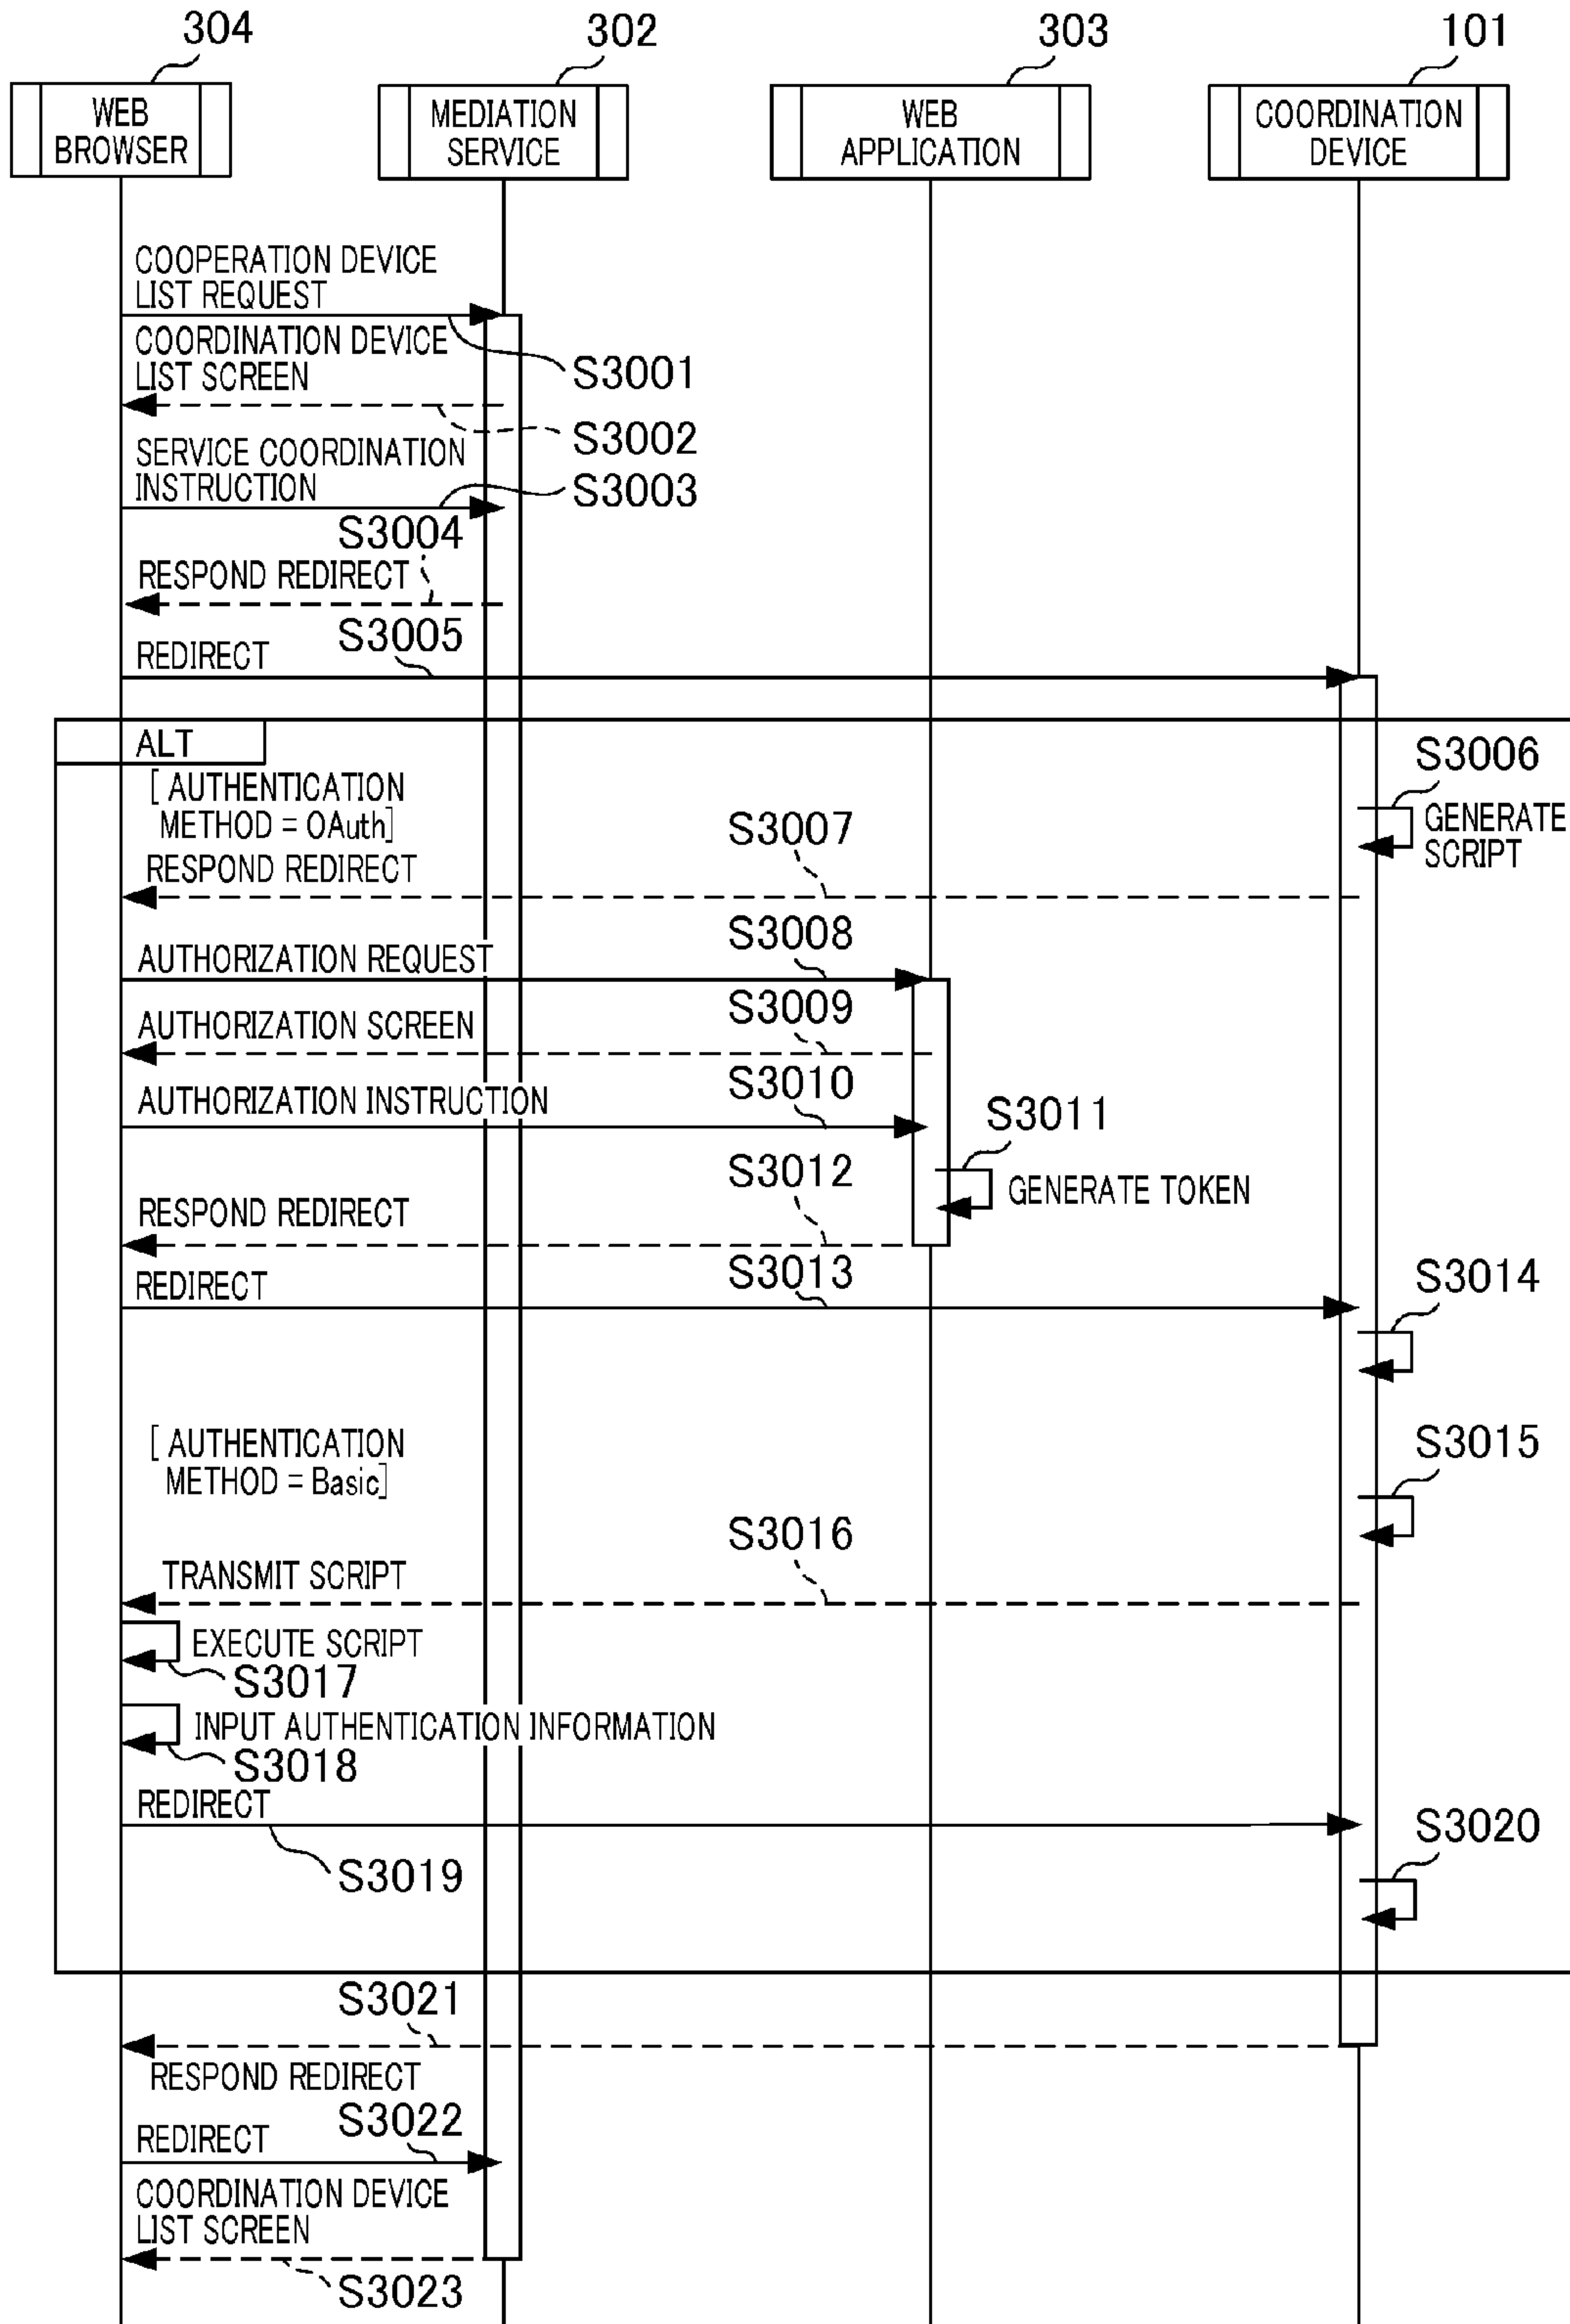 304
302
303
101
WEB
BROWSER
MEDIATION
SERVICE
WEB
APPLICATION
COORDINATION
DEVICE
COOPERATION DEVICE
LIST REQUEST
COORDINATION DEVICE
LIST SCREEN
S3001
S3002
SERVICE COORDINATION
INSTRUCTION
S3003
S3004
RESPOND REDIRECT
S3005
REDIRECT
ALT
[ AUTHENTICATION
METHOD = OAuth]
S3006
GENERATE
SCRIPT
S3007
RESPOND REDIRECT
S3008
AUTHORIZATION REQUEST
S3009
AUTHORIZATION SCREEN
S3010
AUTHORIZATION INSTRUCTION
S3011
GENERATE TOKEN
S3012
RESPOND REDIRECT
S3013
REDIRECT
S3014
[ AUTHENTICATION
METHOD = Basic]
S3015
S3016
TRANSMIT SCRIPT
EXECUTE SCRIPT
S3017
INPUT AUTHENTICATION INFORMATION
S3018
REDIRECT
S3019
S3020
S3021
RESPOND REDIRECT
S3022
REDIRECT
COORDINATION DEVICE
LIST SCREEN
S3023